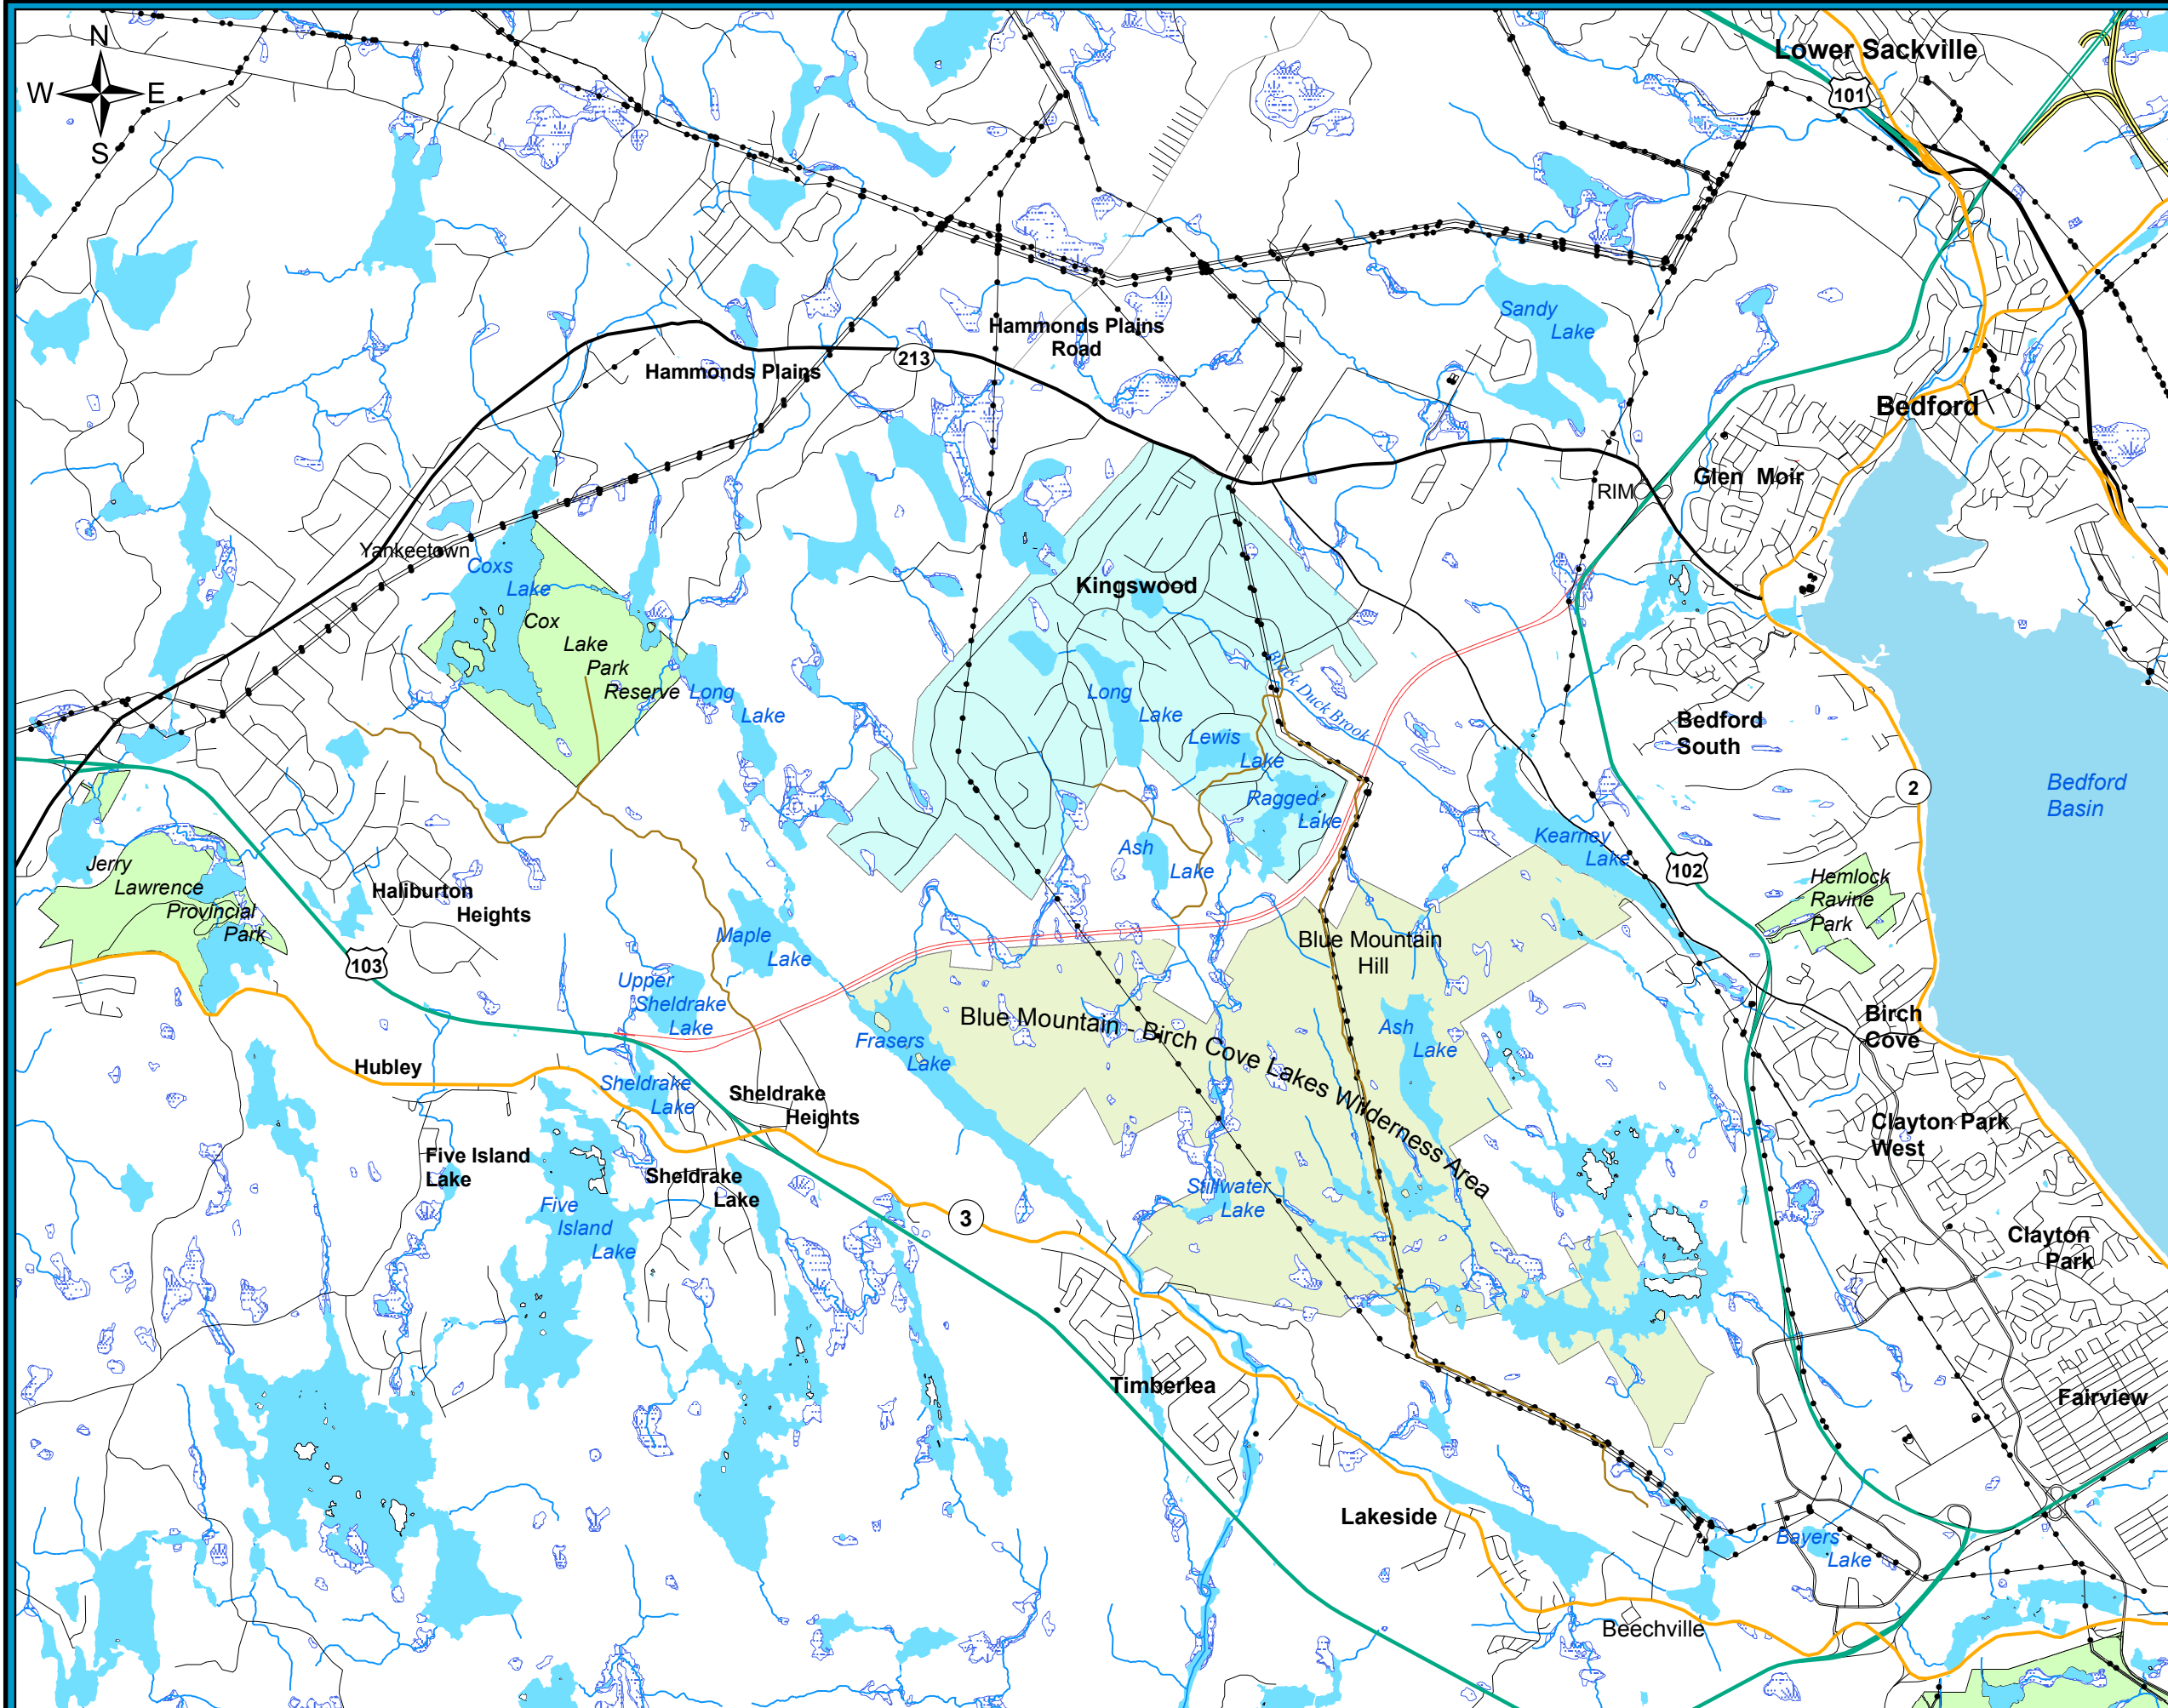 N
W E
S
Lower Sackville
101
Sandy
Lake
Hammonds Plains
Road
213
Hammonds Plains
Bedford
Glen Moir
RIM
Yankeetown
Coxs
Lake
Cox
Lake
Park
Reserve
Long
Lake
Kingswood
Black Duck Brook
Long
Lake
Lewis
Lake
Ragged
Lake
Ash
Lake
Bedford
South
2
Bedford
Basin
Kearney
Lake
102
Hemlock
Ravine
Park
Jerry
Lawrence
Provincial
Park
Haliburton
Heights
103
Maple
Lake
Upper
Sheldrake
Lake
Blue Mountain
Hill
Blue Mountain - Birch Cove Lakes Wilderness Area
Frasers
Lake
Ash
Lake
Birch
Cove
Hubley
Sheldrake
Lake
Sheldrake
Heights
Clayton Park
West
Five Island
Lake
Sheldrake
Lake
Five
Island
Lake
3
Stillwater
Lake
Clayton
Park
Timberlea
Fairview
Lakeside
Bayers
Lake
Beechville